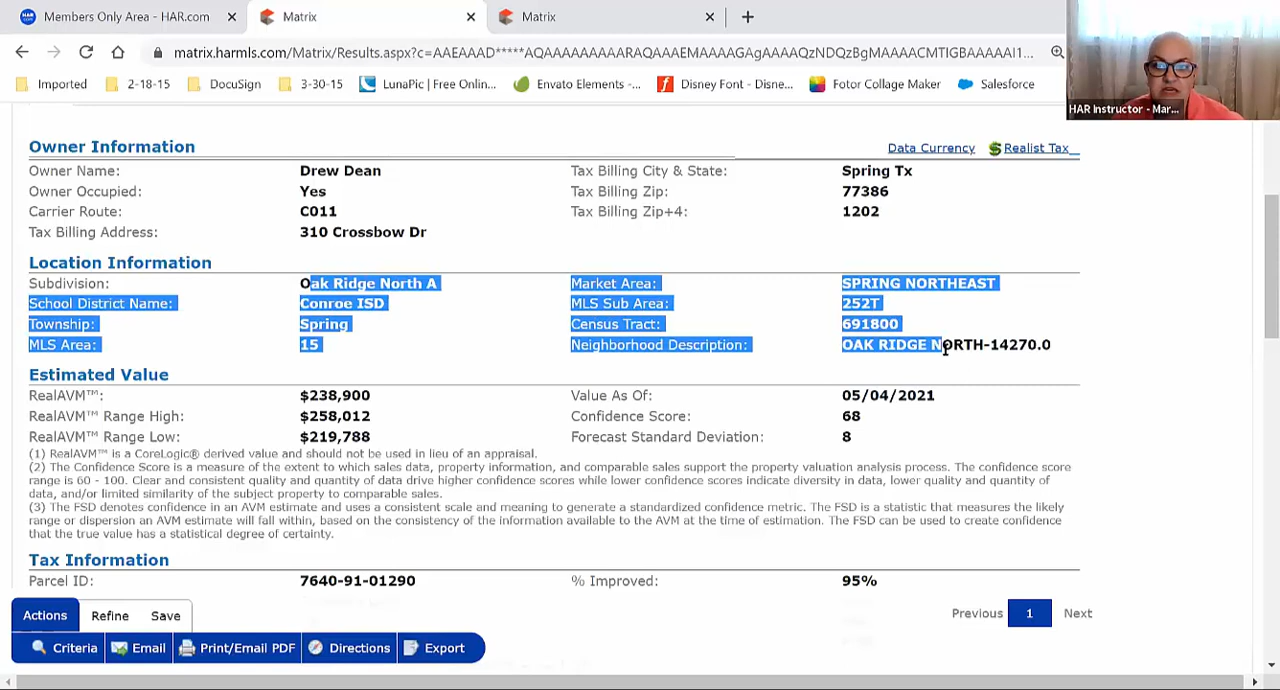 Members Only Area - HAR.com
Matrix
Matrix
matrix.harmls.com/Matrix/Results.aspx?c=AAEAAAD*****AQAAAAAAAAARAQAAAEMAAAAGAgAAAAQzNDQzBgMAAAACMTIGBAAAAAI1...
Imported
2-18-15
DocuSign
3-30-15
LunaPic | Free Onlin...
Envato Elements -...
Disney Font - Disne...
Fotor Collage Maker
Salesforce
HAR Instructor - Mar...
Owner Information
Data Currency
Realist Tax
Owner Name: Drew Dean Tax Billing City & State: Spring Tx
Owner Occupied: Yes Tax Billing Zip: 77386
Carrier Route: C011 Tax Billing Zip+4: 1202
Tax Billing Address: 310 Crossbow Dr
Location Information
Subdivision: Oak Ridge North A Market Area: SPRING NORTHEAST
School District Name: Conroe ISD MLS Sub Area: 252T
Township: Spring Census Tract: 691800
MLS Area: 15 Neighborhood Description: OAK RIDGE NORTH-14270.0
Estimated Value
RealAVM™: $238,900 Value As Of: 05/04/2021
RealAVM™ Range High: $258,012 Confidence Score: 68
RealAVM™ Range Low: $219,788 Forecast Standard Deviation: 8
(1) RealAVM™ is a CoreLogic® derived value and should not be used in lieu of an appraisal.
(2) The Confidence Score is a measure of the extent to which sales data, property information, and comparable sales support the property valuation analysis process. The confidence score
range is 60 - 100. Clear and consistent quality and quantity of data drive higher confidence scores while lower confidence scores indicate diversity in data, lower quality and quantity of
data, and/or limited similarity of the subject property to comparable sales.
(3) The FSD denotes confidence in an AVM estimate and uses a consistent scale and meaning to generate a standardized confidence metric. The FSD is a statistic that measures the likely
range or dispersion an AVM estimate will fall within, based on the consistency of the information available to the AVM at the time of estimation. The FSD can be used to create confidence
that the true value has a statistical degree of certainty.
Tax Information
Parcel ID: 7640-91-01290 % Improved: 95%
Actions Refine Save
Previous 1 Next
Criteria Email Print/Email PDF Directions Export